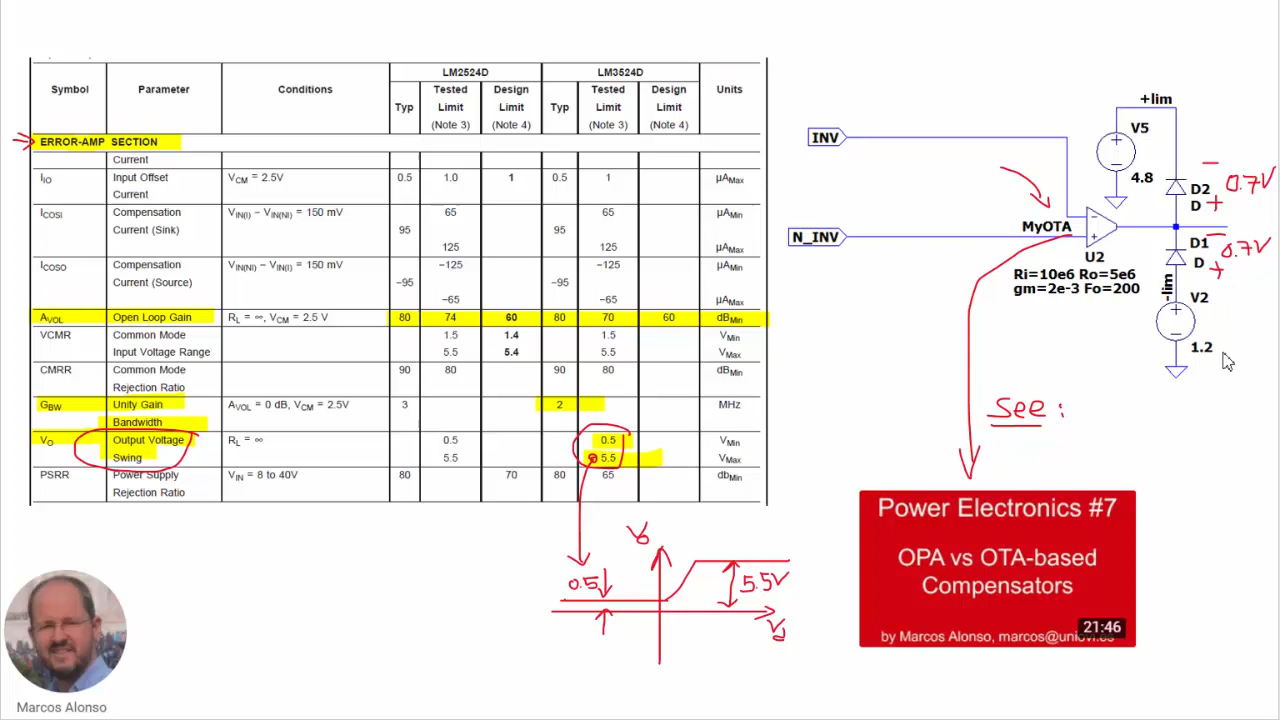 LM2524D LM3524D
Symbol Parameter Conditions Typ Tested Limit (Note 3) Design Limit (Note 4) Typ Tested Limit (Note 3) Design Limit (Note 4) Units
ERROR-AMP SECTION
Current
IIO Input Offset VCM = 2.5V 0.5 1.0 1 0.5 1 µAMax
Current
ICOSI Compensation VIN(I) − VIN(NI) = 150 mV 65 65 µAMin
Current (Sink) 95 95
125 125 µAMax
ICOSO Compensation VIN(NI) − VIN(I) = 150 mV −125 −125 µAMin
Current (Source) −95 −95
−65 −65 µAMax
AVOL Open Loop Gain RL = ∞, VCM = 2.5 V 80 74 60 80 70 60 dBMin
VCMR Common Mode 1.5 1.4 1.5 VMin
Input Voltage Range 5.5 5.4 5.5 VMax
CMRR Common Mode 90 80 90 80 dBMin
Rejection Ratio
GBW Unity Gain AVOL = 0 dB, VCM = 2.5V 3 2 MHz
Bandwidth
VO Output Voltage RL = ∞ 0.5 0.5 VMin
Swing 5.5 5.5 VMax
PSRR Power Supply VIN = 8 to 40V 80 70 80 65 dbMin
Rejection Ratio
+lim
V5
4.8
INV
N_INV
MyOTA
U2
Ri=10e6 Ro=5e6
gm=2e-3 Fo=200
D2
D
0.7V
D1
D
0.7V
-lim
V2
1.2
See:
Vo
0.5
5.5V
Vd
Power Electronics #7
OPA vs OTA-based
Compensators
21:46
by Marcos Alonso, marcos@uniovi.es
Marcos Alonso